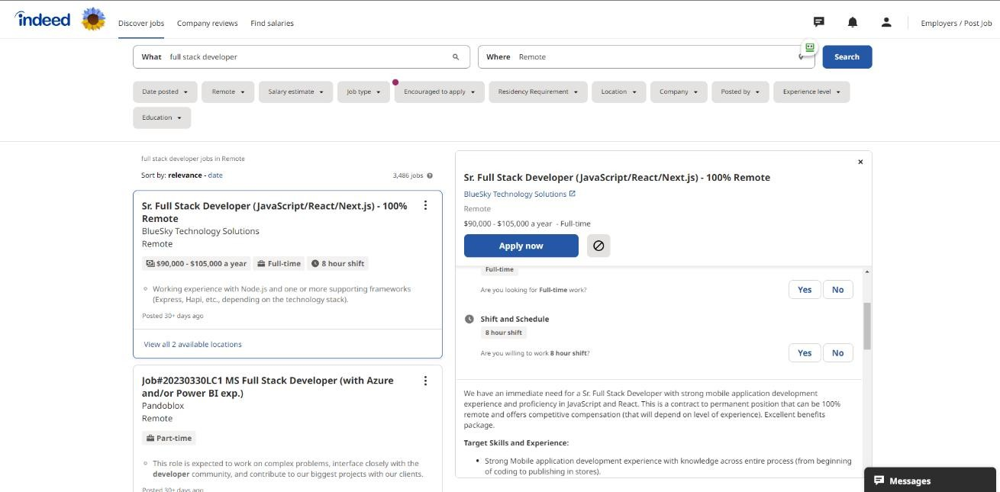 indeed
Discover jobs
Company reviews
Find salaries
Employers / Post Job
What full stack developer
Where Remote
Search
Date posted
Remote
Salary estimate
Job type
Encouraged to apply
Residency Requirement
Location
Company
Posted by
Experience level
Education
full stack developer jobs in Remote
Sort by: relevance - date
3,486 jobs
Sr. Full Stack Developer (JavaScript/React/Next.js) - 100%
Remote
BlueSky Technology Solutions
Remote
$90,000 - $105,000 a year
Full-time
8 hour shift
Working experience with Node.js and one or more supporting frameworks
(Express, Hapi, etc., depending on the technology stack).
Posted 30+ days ago
View all 2 available locations
Job#20230330LC1 MS Full Stack Developer (with Azure
and/or Power BI exp.)
Pandoblox
Remote
Part-time
This role is expected to work on complex problems, interface closely with the
developer community, and contribute to our biggest projects with our clients.
Posted 30+ days ago
Sr. Full Stack Developer (JavaScript/React/Next.js) - 100% Remote
BlueSky Technology Solutions
Remote
$90,000 - $105,000 a year - Full-time
Apply now
Full-time
Are you looking for Full-time work?
Yes
No
Shift and Schedule
8 hour shift
Are you willing to work 8 hour shift?
Yes
No
We have an immediate need for a Sr. Full Stack Developer with strong mobile application development
experience and proficiency in JavaScript and React. This is a contract to permanent position that can be 100%
remote and offers competitive compensation (that will depend on level of experience). Excellent benefits
package.
Target Skills and Experience:
Strong Mobile application development experience with knowledge across entire process (from beginning
of coding to publishing in stores).
Messages